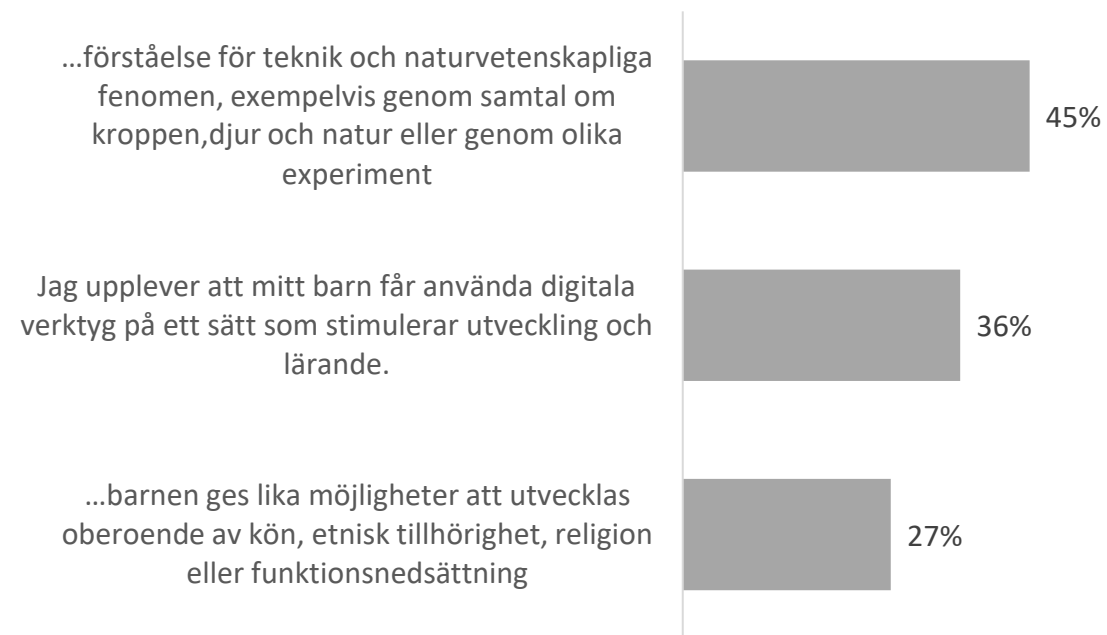 ...förståelse för teknik och naturvetenskapliga
fenomen, exempelvis genom samtal om
kroppen,djur och natur eller genom olika
experiment
45%
Jag upplever att mitt barn får använda digitala
verktyg på ett sätt som stimulerar utveckling och
lärande.
36%
...barnen ges lika möjligheter att utvecklas
oberoende av kön, etnisk tillhörighet, religion
eller funktionsnedsättning
27%